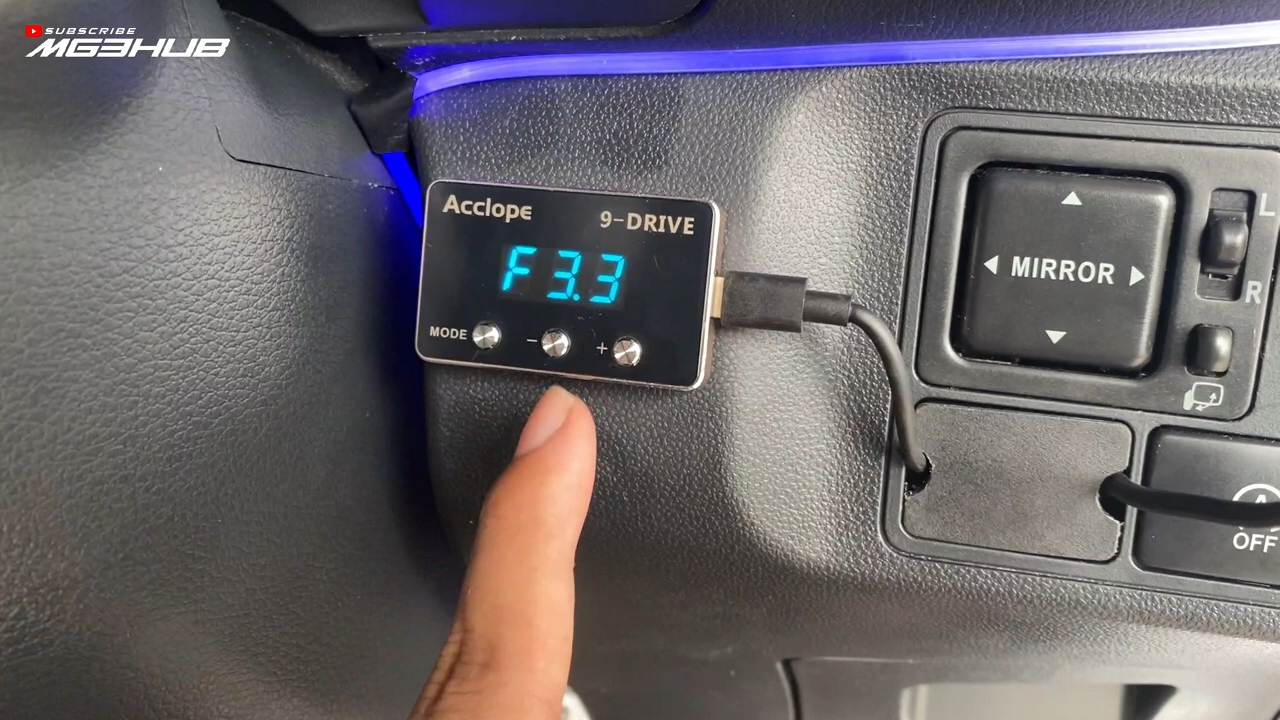 SUBSCRIBE
MG3HUB
Acclope
9-DRIVE
F3.3
MODE - +
MIRROR
L
R
A
OFF